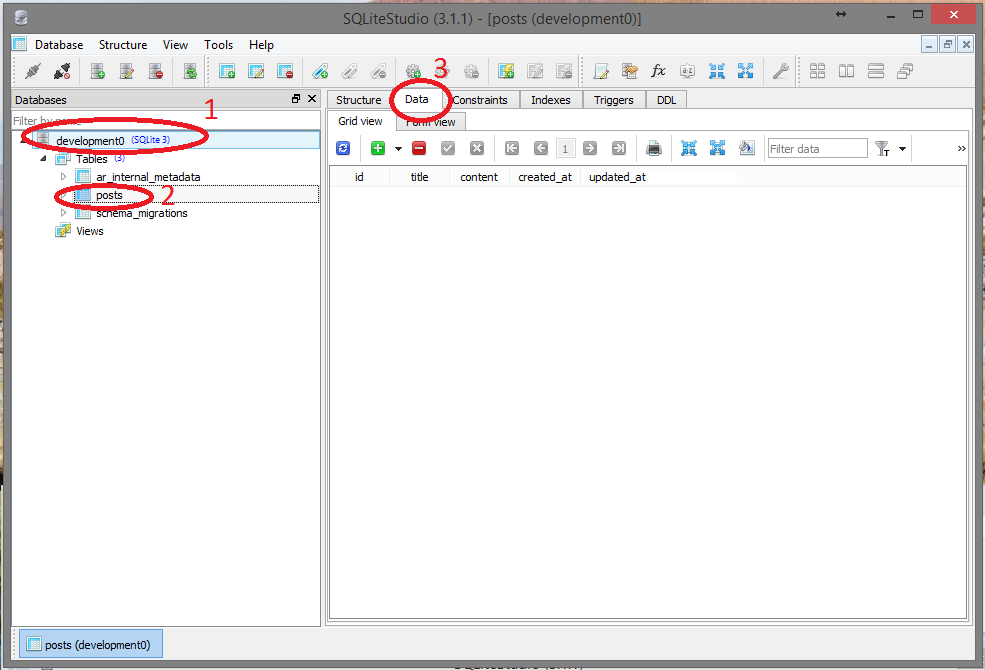 SQLiteStudio (3.1.1) - [posts (development0)]
Database Structure View Tools Help
3
Databases
1
Filter by name
Structure Data Constraints Indexes Triggers DDL
Grid view Form view
development0 (SQLite 3)
Tables (3)
1 Filter data
ar_internal_metadata
id title content created_at updated_at
posts 2
schema_migrations
Views
posts (development0)